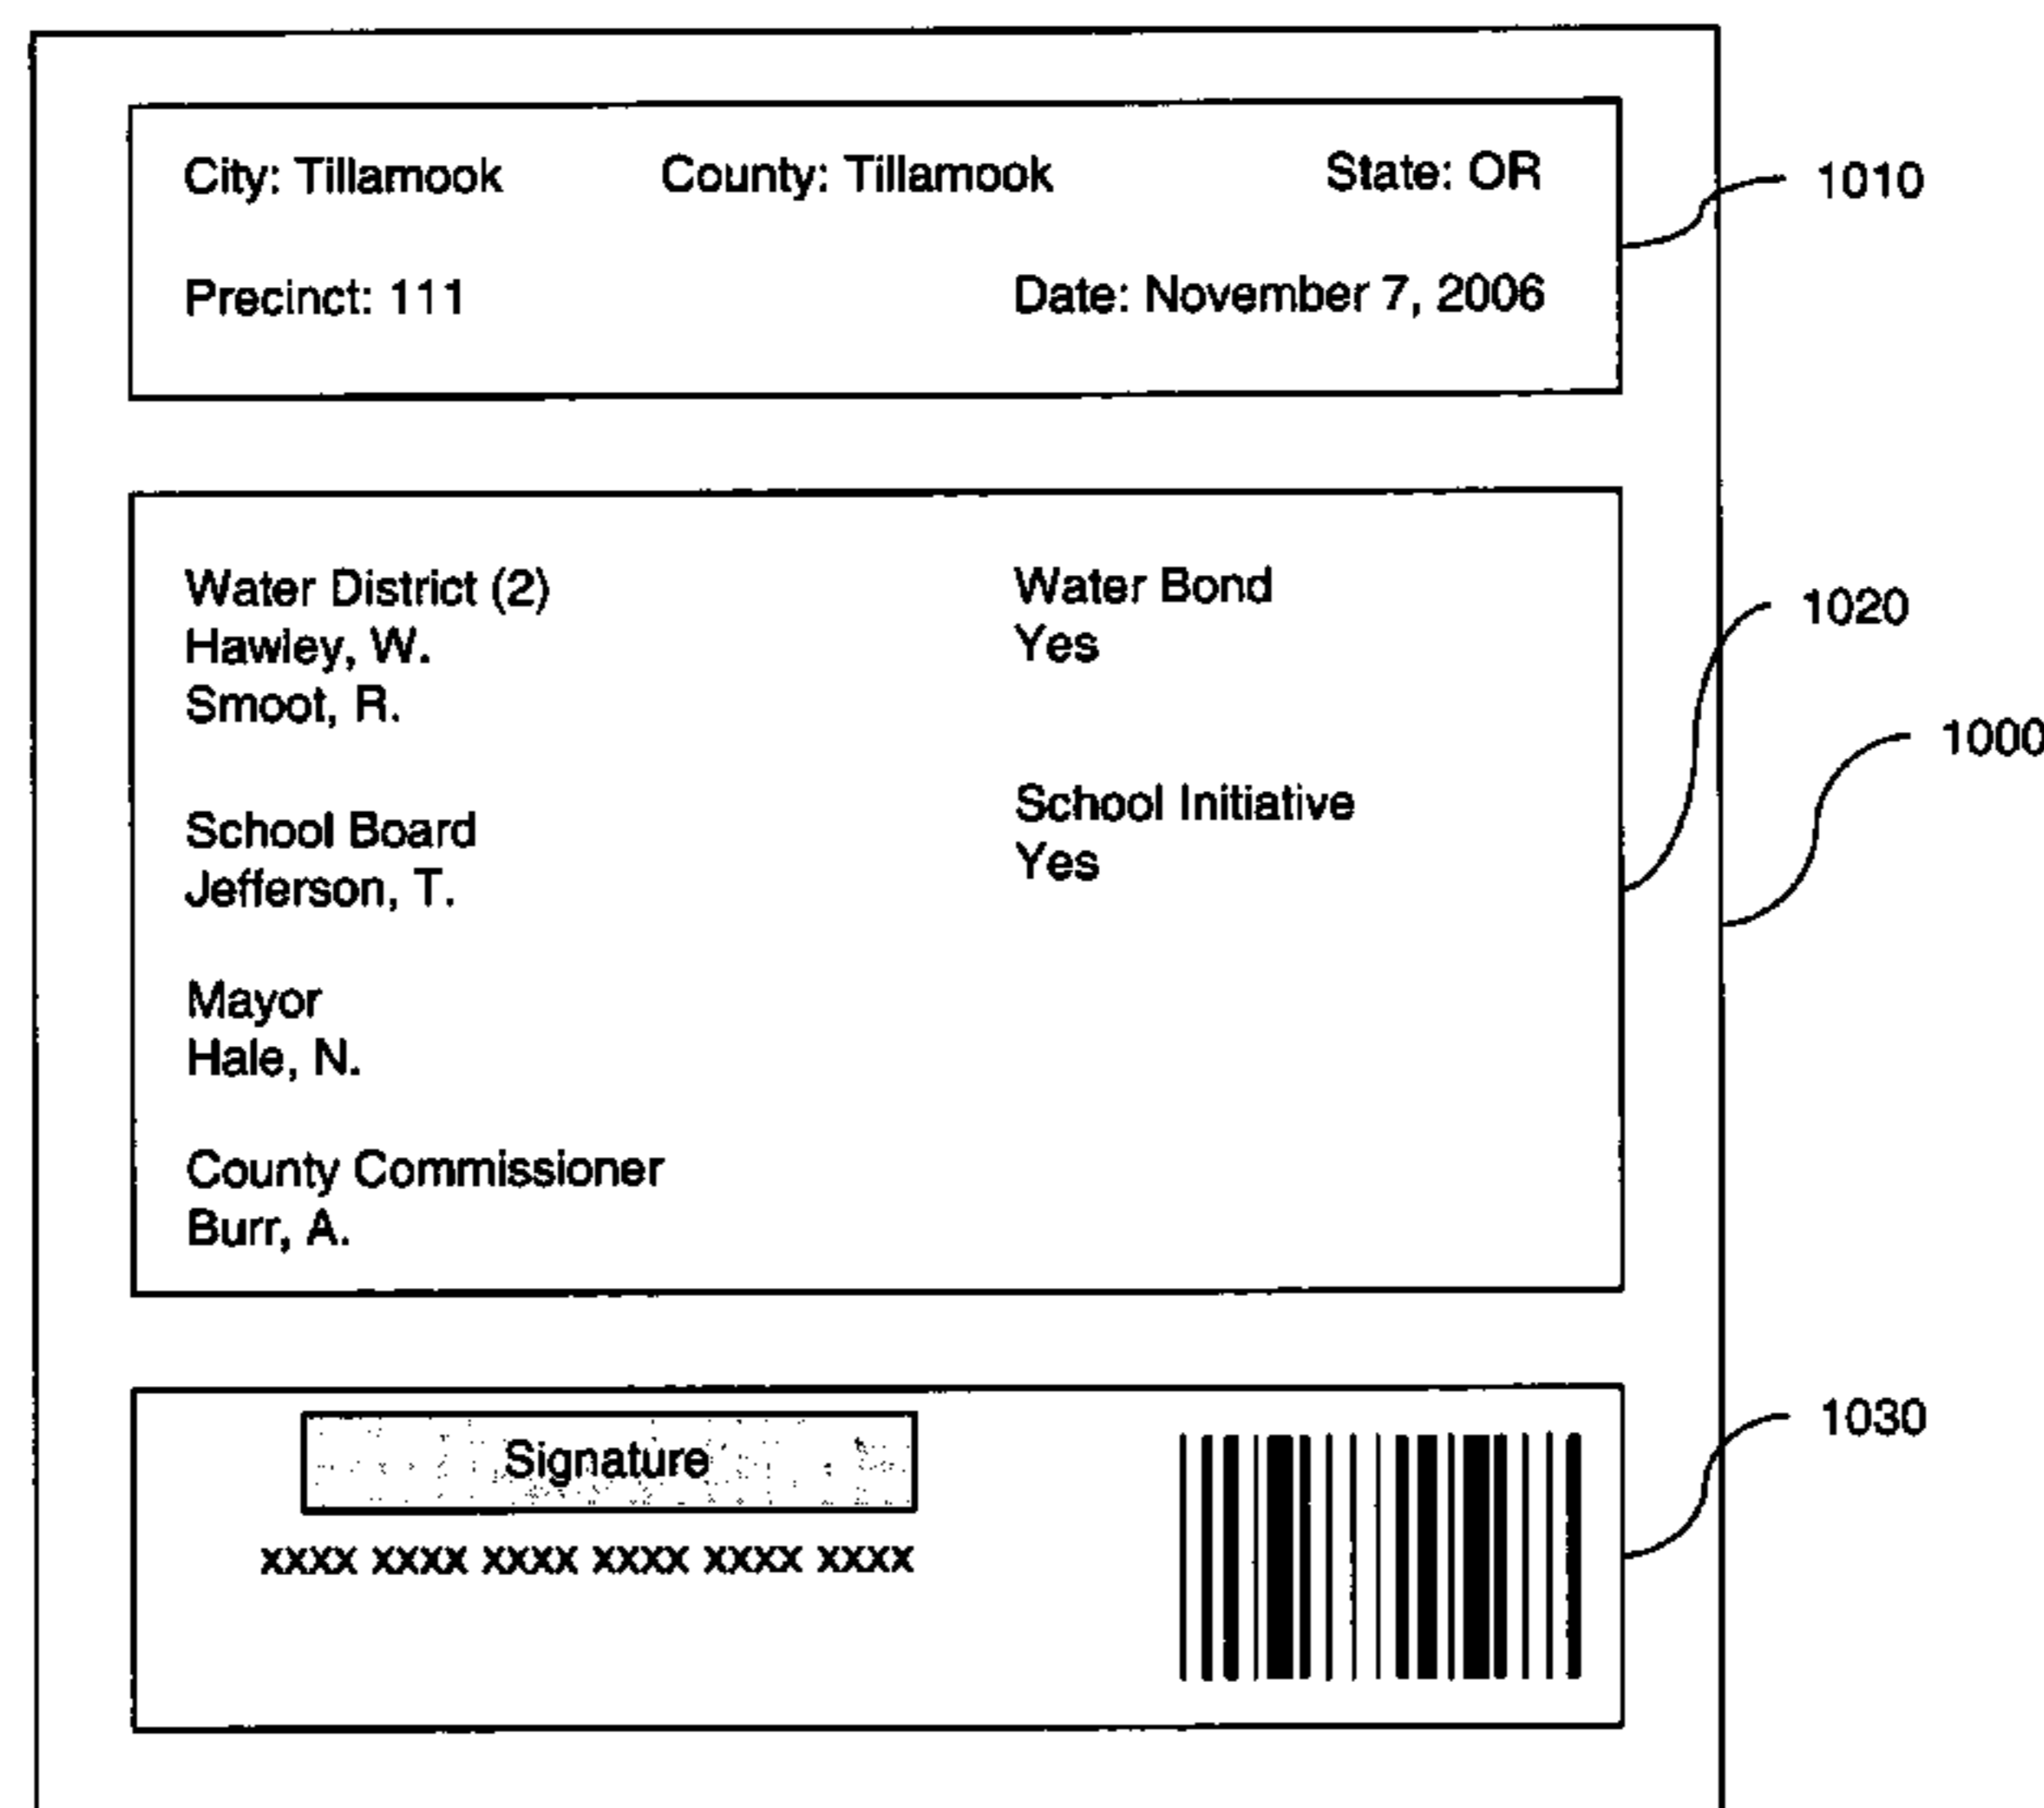 City: Tillamook County: Tillamook State: OR
1010
Precinct: 111 Date: November 7, 2006
Water District (2)
Hawley, W.
Smoot, R.
School Board
Jefferson, T.
Mayor
Hale, N.
County Commissioner
Burr, A.
Water Bond
Yes
School Initiative
Yes
1020
1000
Signature
xxxx xxxx xxxx xxxx xxxx xxxx
1030